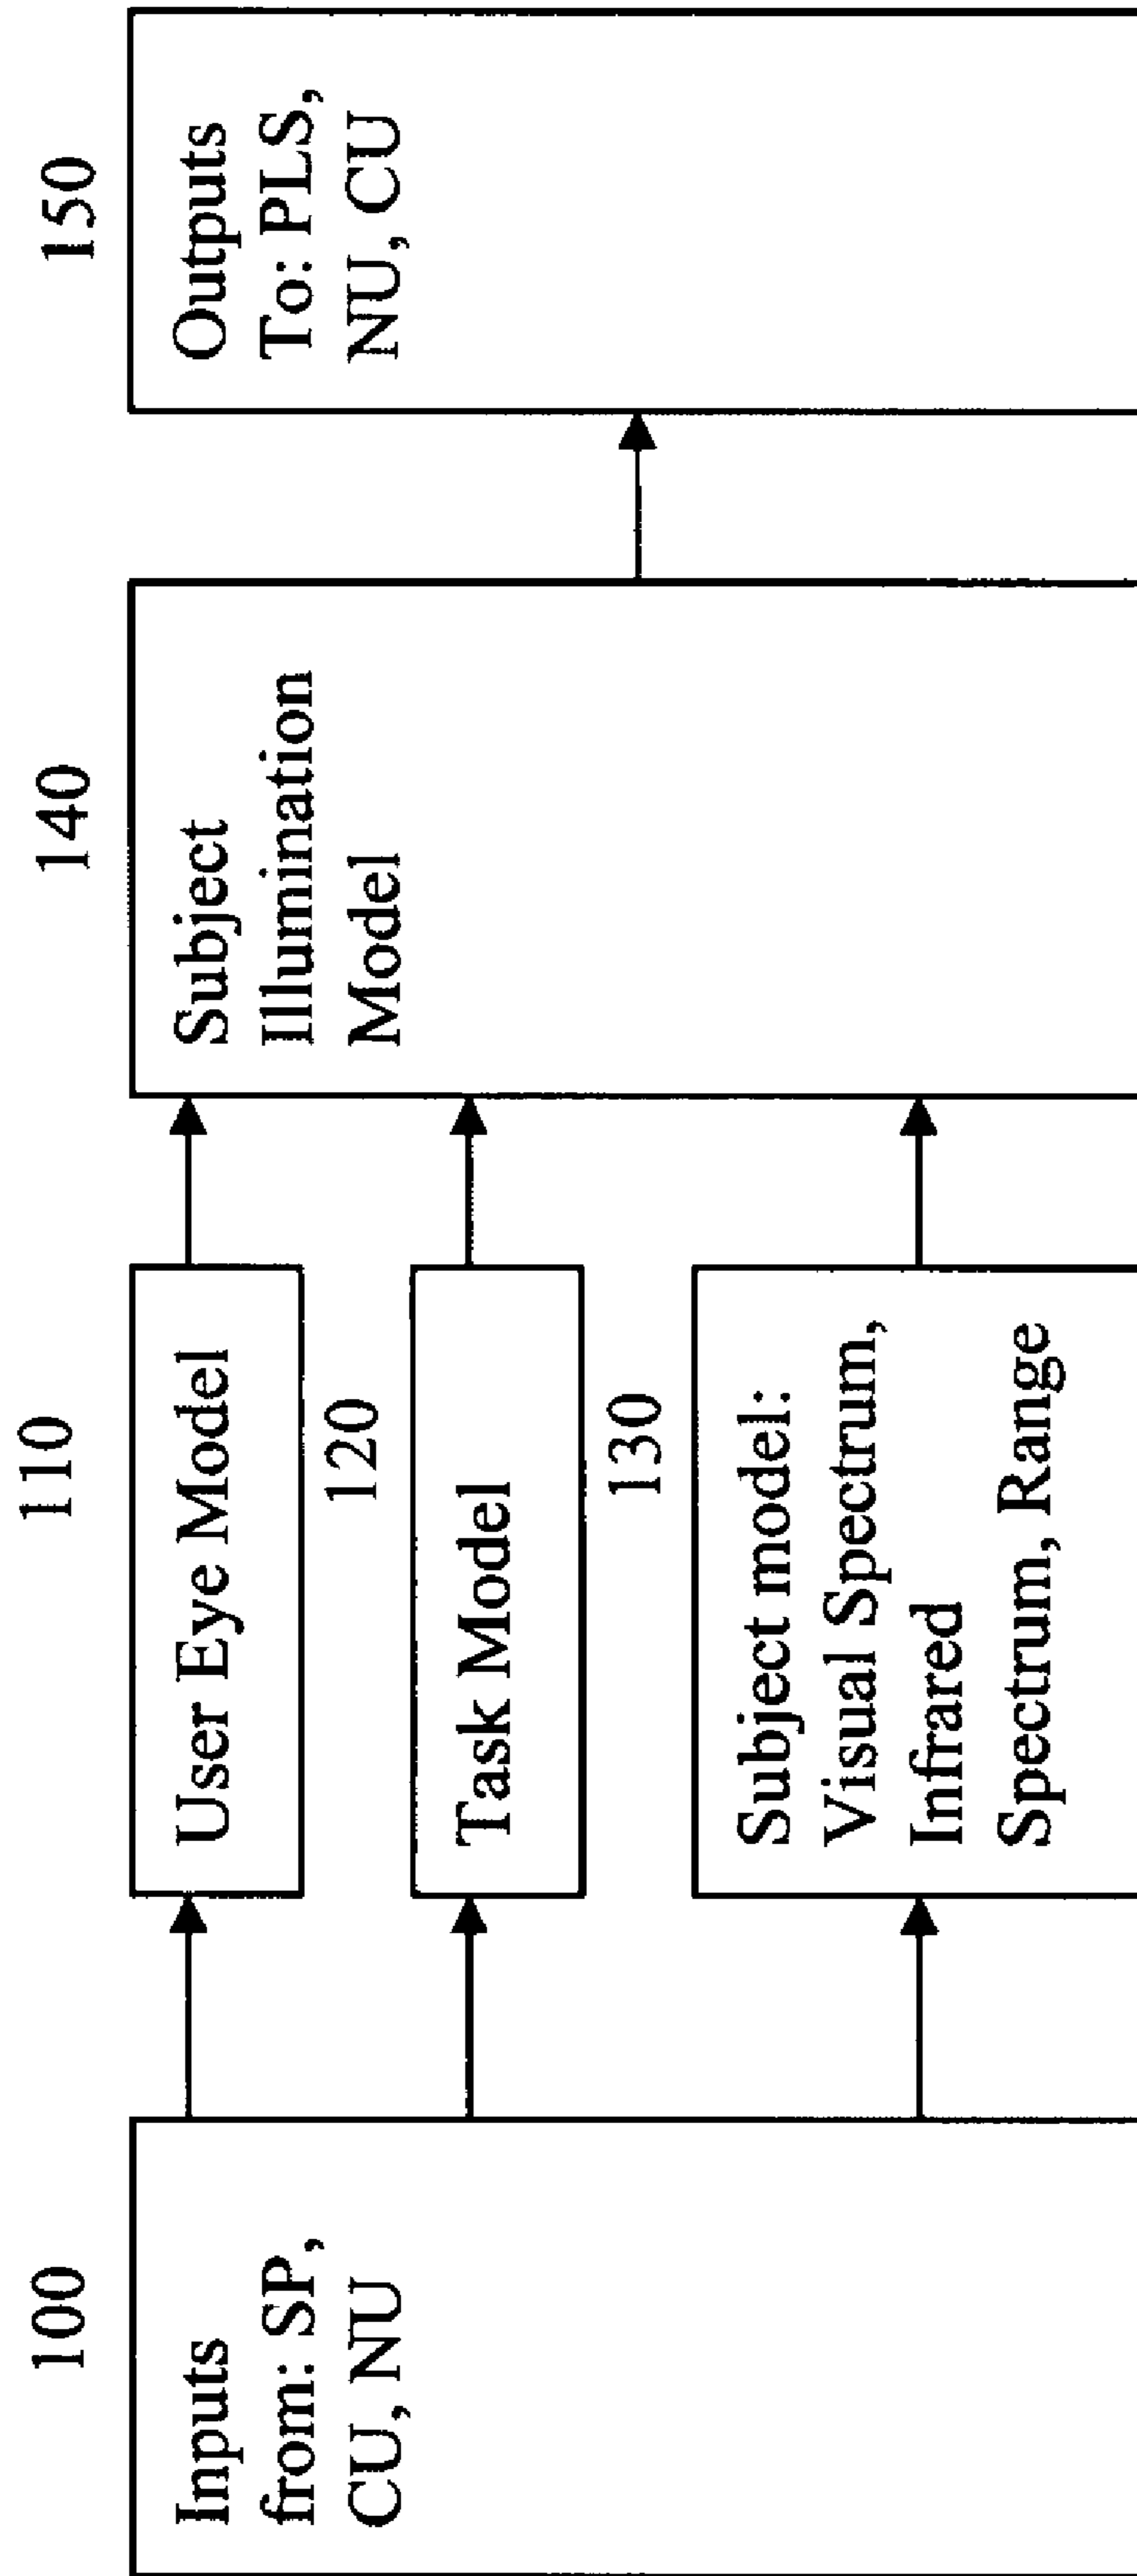 100
Inputs
from: SP,
CU, NU
110
User Eye Model
120
Task Model
130
Subject model:
Visual Spectrum,
Infrared
Spectrum, Range
140
Subject
Illumination
Model
150
Outputs
To: PLS,
NU, CU